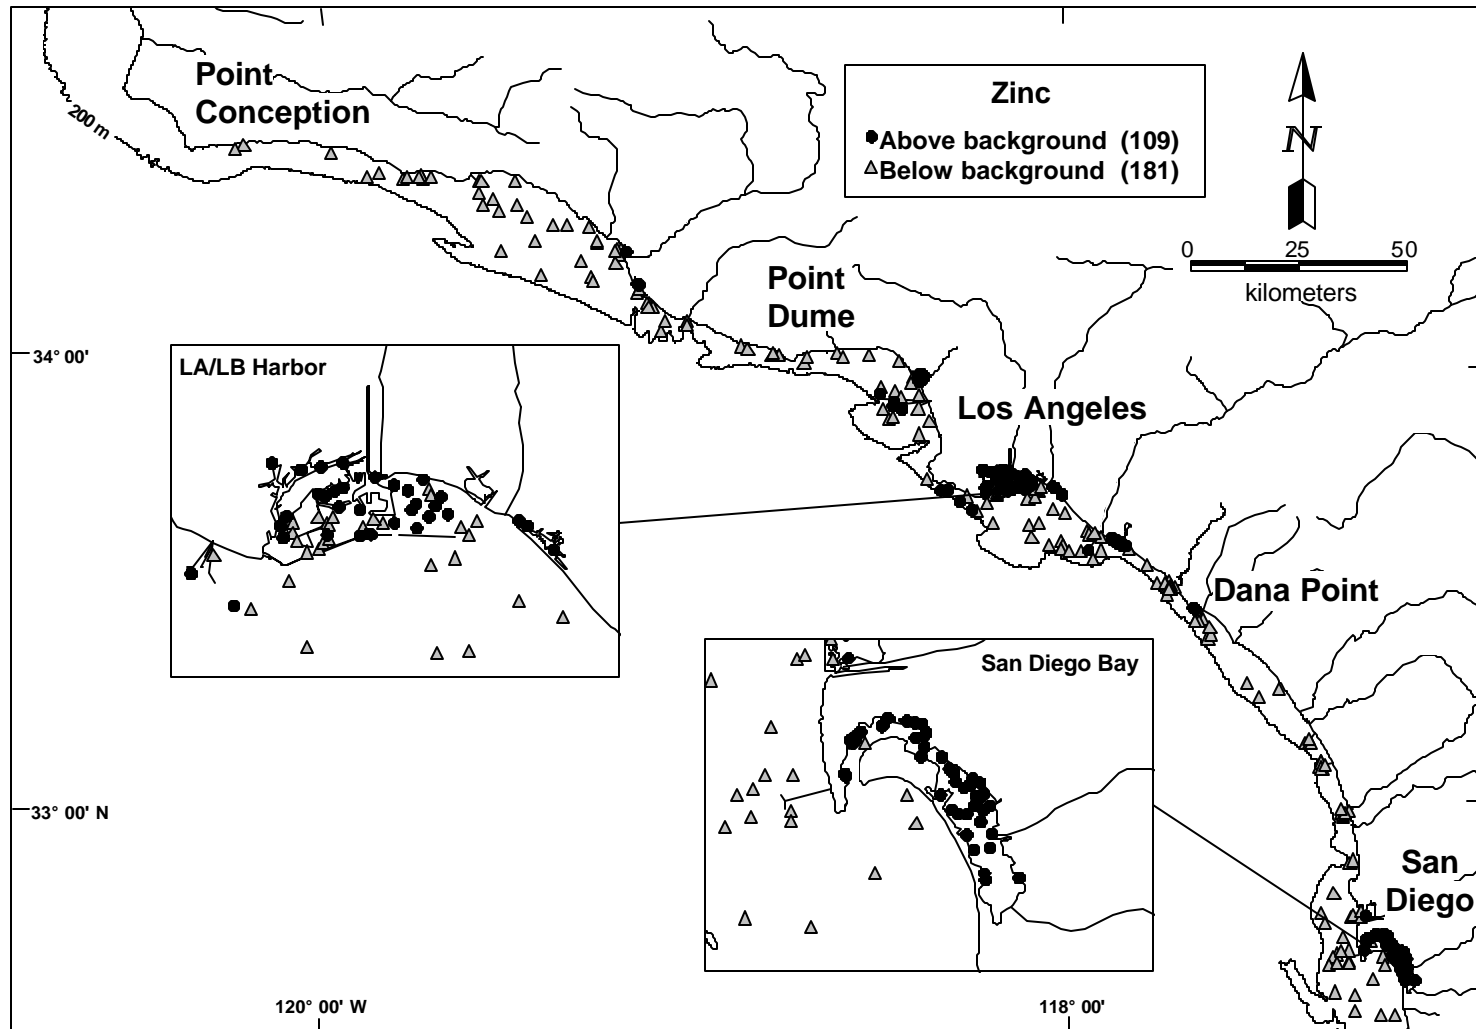 Point
Conception
200 m
Zinc
Above background (109)
Below background (181)
N
0 25 50
kilometers
Point
Dume
34° 00'
LA/LB Harbor
Los Angeles
Dana Point
San Diego Bay
33° 00' N
San
Diego
120° 00' W
118° 00'